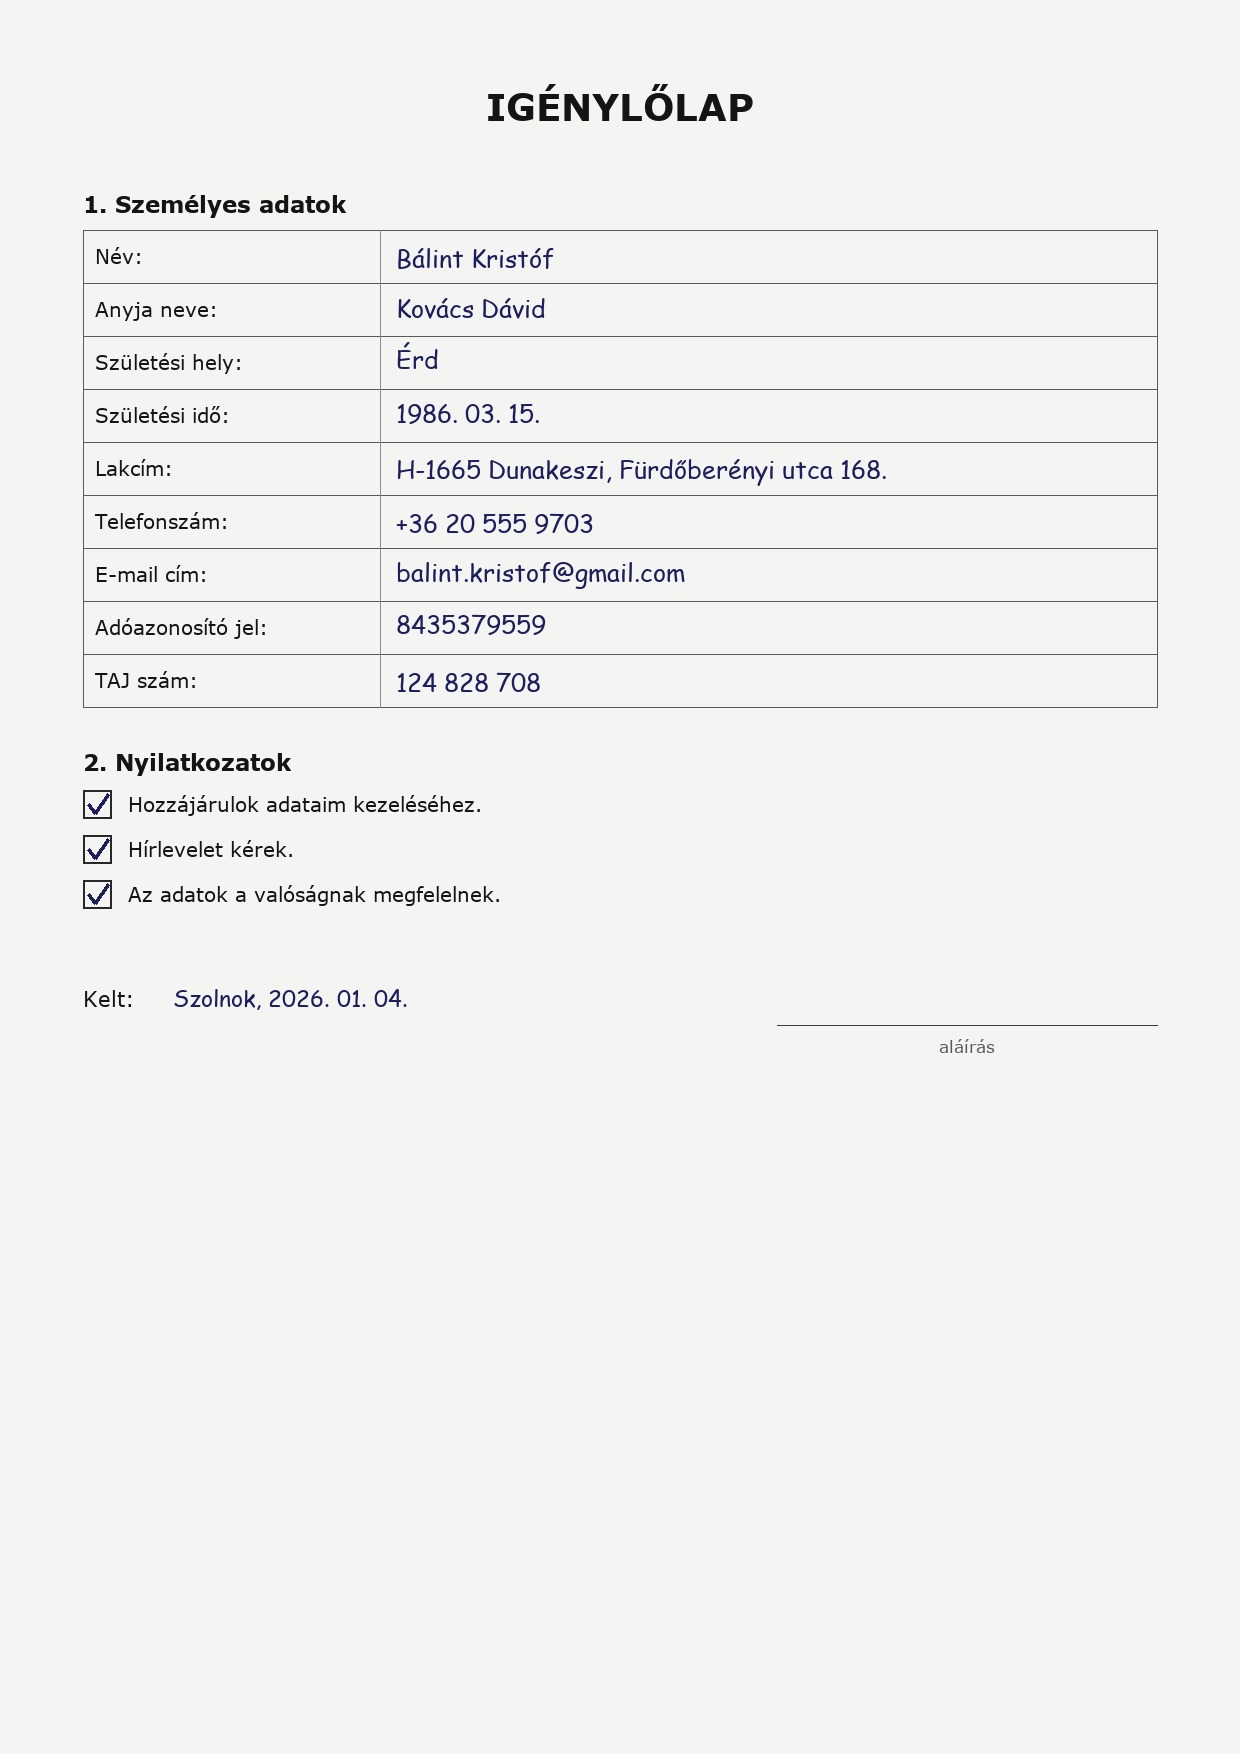 IGÉNYLŐLAP
1. Személyes adatok
Név: Bálint Kristóf
Anyja neve: Kovács Dávid
Születési hely: Érd
Születési idő: 1986. 03. 15.
Lakcím: H-1665 Dunakeszi, Fürdőberényi utca 168.
Telefonszám: +36 20 555 9703
E-mail cím: balint.kristof@gmail.com
Adóazonosító jel: 8435379559
TAJ szám: 124 828 708
2. Nyilatkozatok
Hozzájárulok adataim kezeléséhez.
Hírlevelet kérek.
Az adatok a valóságnak megfelelnek.
Kelt: Szolnok, 2026. 01. 04.
aláírás